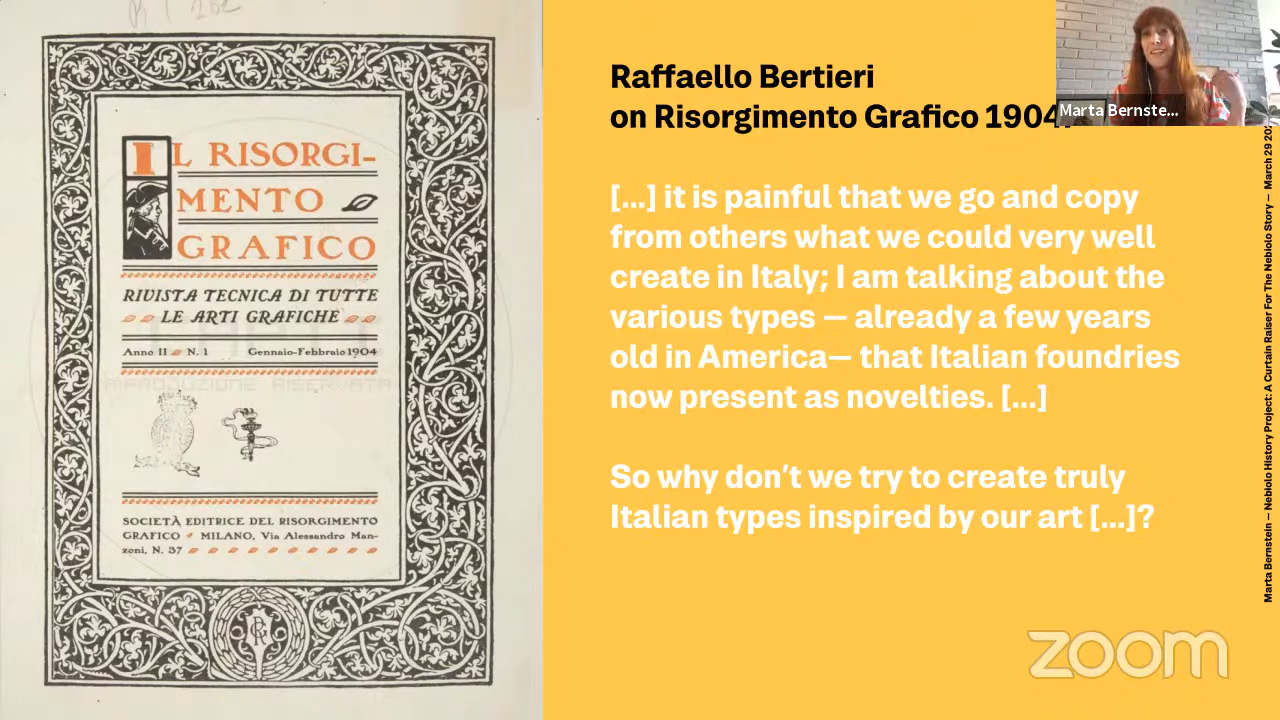 IL RISORGI-
MENTO
GRAFICO
RIVISTA TECNICA DI TUTTE
LE ARTI GRAFICHE
Anno II N. 1 Gennaio-Febbraio 1904
RIPRODUZIONE RISERVATA
SOCIETÀ EDITRICE DEL RISORGIMENTO
GRAFICO MILANO, Via Alessandro Man-
zoni, N. 37
Raffaello Bertieri
on Risorgimento Grafico 1904
[...] it is painful that we go and copy
from others what we could very well
create in Italy; I am talking about the
various types — already a few years
old in America— that Italian foundries
now present as novelties. [...]
So why don’t we try to create truly
Italian types inspired by our art [...]?
Marta Bernste...
Marta Bernstein — Nebiolo History Project: A Curtain Raiser For The Nebiolo Story — March 29
zoom